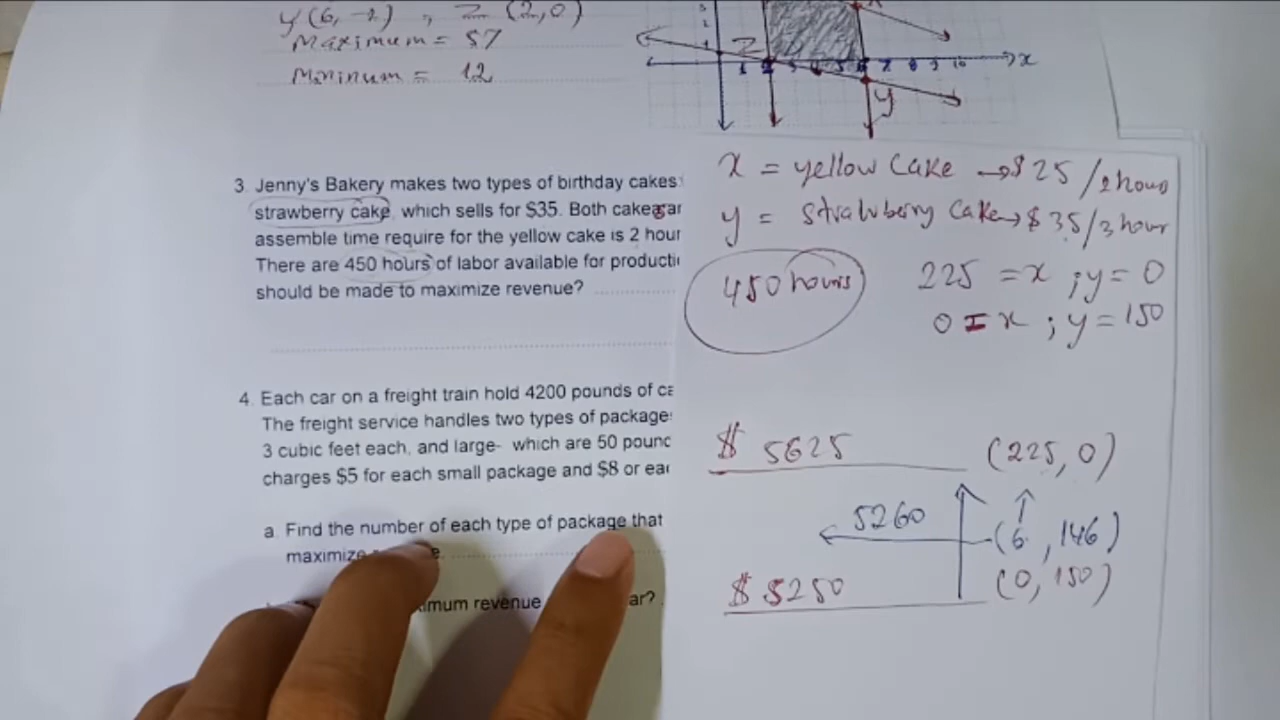 y(6, -2) , Z (2,0)
Maximum = 57
Minimum = 12
Z
1
x
y
3. Jenny's Bakery makes two types of birthday cakes:
strawberry cake, which sells for $35. Both cakes ar
assemble time require for the yellow cake is 2 hour
There are 450 hours of labor available for producti
should be made to maximize revenue?
x = yellow cake → $25 / 2 hours
y = strawberry cake → $35 / 3 hour
450 hours
225 = x ; y = 0
0 = x ; y = 150
4. Each car on a freight train hold 4200 pounds of ca
The freight service handles two types of package:
3 cubic feet each, and large- which are 50 pounc
charges $5 for each small package and $8 or ea
a. Find the number of each type of package that
maximize
imum revenue ar?
$ 5625 (225, 0)
5260 (6, 146)
$ 5250 (0, 150)